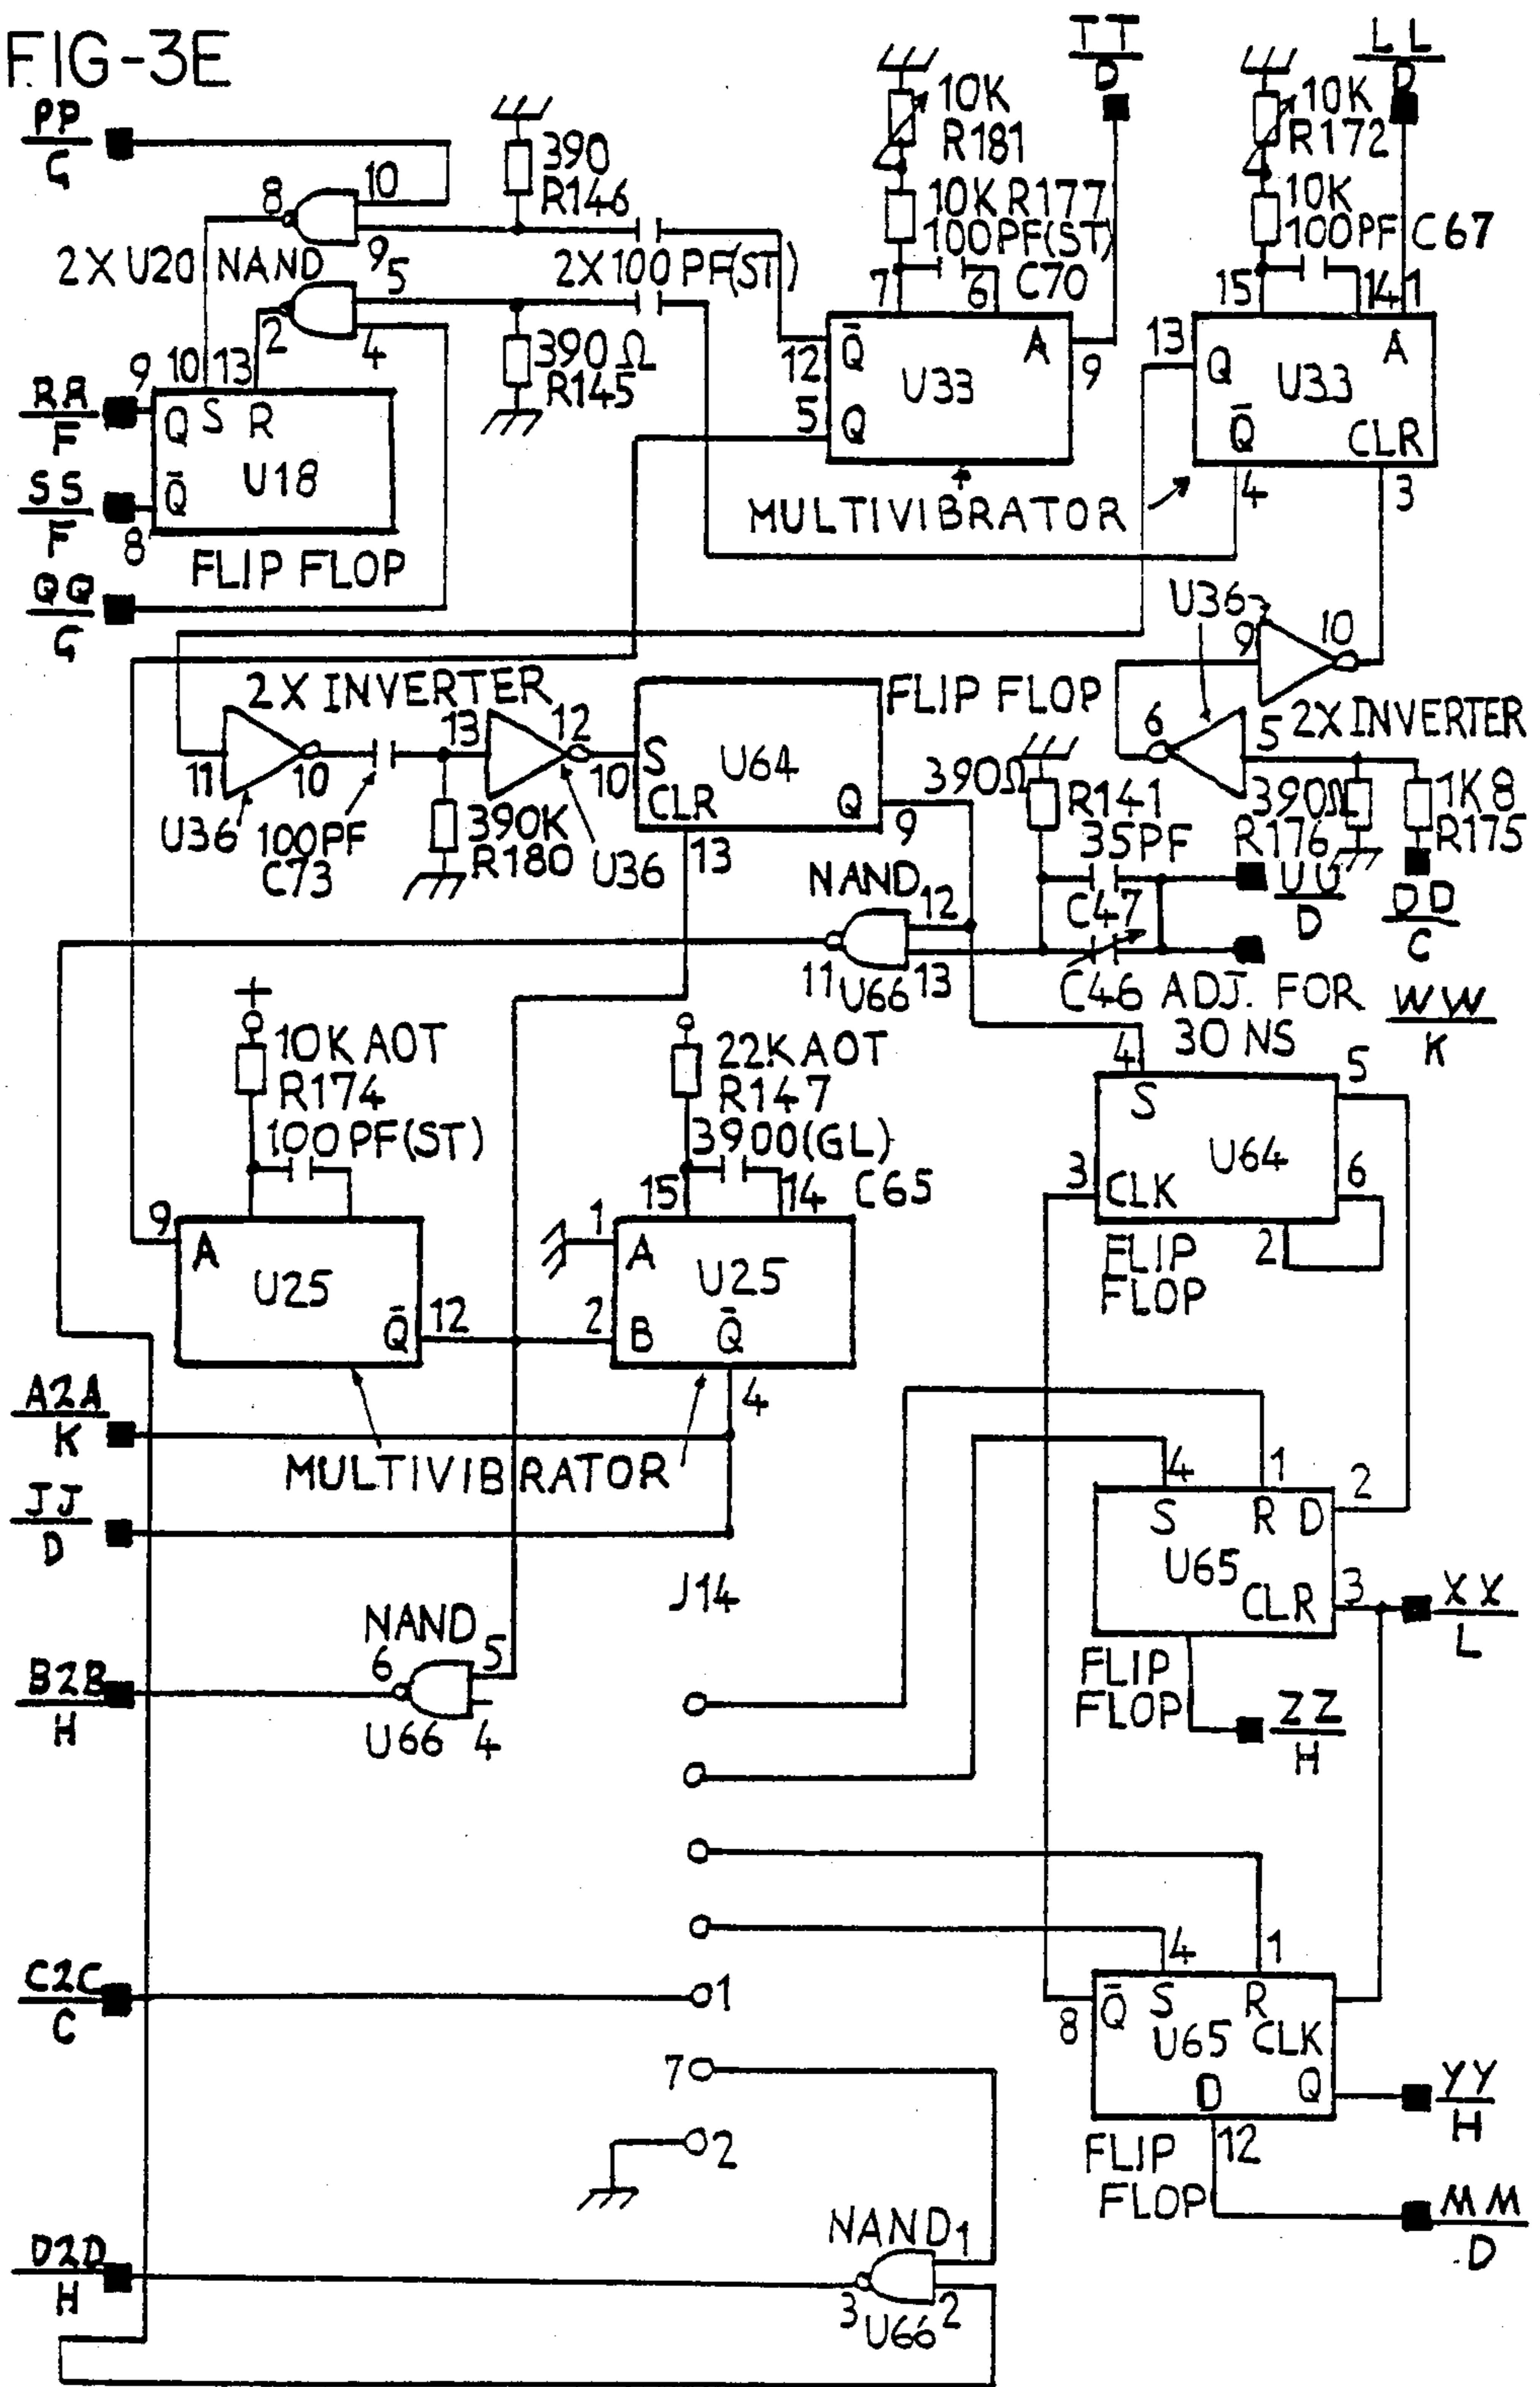 FIG-3E
PP
G
TT
D
LL
D
10K
R181
10K
R172
390
R146
10K R177
100PF(ST)
C70
10K
100PF C67
8
10
9
2X U20 NAND
2X100 PF(ST)
5
2
4
7
6
15
14
1
390Ω
R145
12
Q̄
A
9
U33
5
Q
13
Q
A
U33
Q̄
CLR
4
3
MULTIVIBRATOR
RR
F
9
10
13
Q
S
R
U18
SS
F
Q̄
8
FLIP FLOP
QQ
G
U36
9
10
2X INVERTER
13
12
11
10
U36
100PF
C73
390K
R180
U36
10
S
U64
CLR
Q
9
13
FLIP FLOP
6
5
2X INVERTER
390Ω
R141
35PF
C47
390Ω
R176
1K8
R175
UU
D
DD
C
NAND
12
11
U66
13
C46 ADJ. FOR
30 NS
WW
K
10K AOT
R174
100PF(ST)
22K AOT
R147
3900(GL)
C65
15
14
9
A
U25
Q̄
12
1
A
U25
2
B
Q̄
4
MULTIVIBRATOR
4
S
5
U64
3
CLK
6
2
FLIP
FLOP
A2A
K
JJ
D
J14
4
1
S
R
D
2
U65
CLR
3
XX
L
FLIP
FLOP
ZZ
H
NAND
6
5
U66
4
B2B
H
C2C
C
1
7
2
4
1
8
Q̄
S
R
U65
CLK
D
Q
12
FLIP
FLOP
YY
H
MM
D
NAND
1
3
U66
2
D2D
H